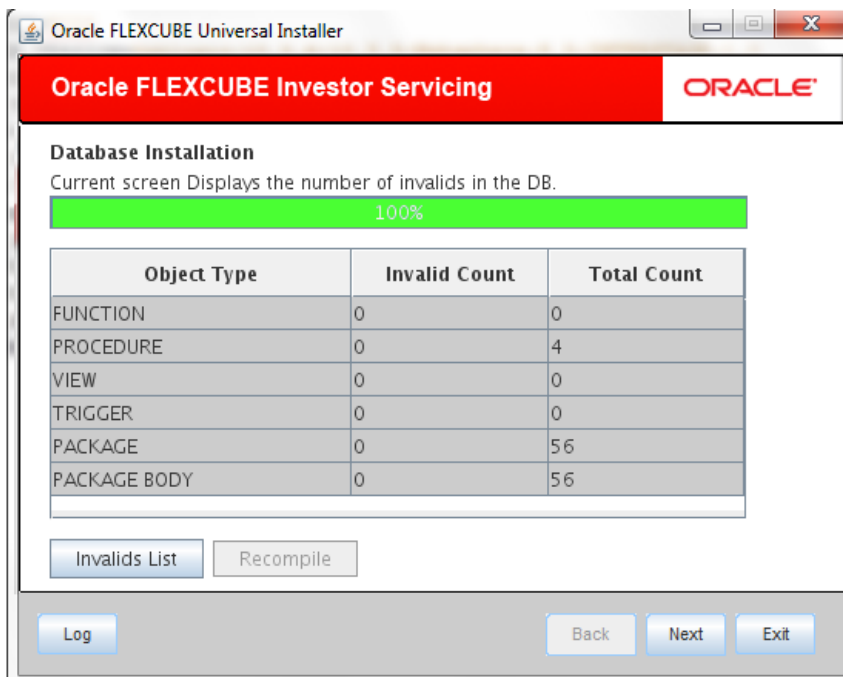 Oracle FLEXCUBE Universal Installer
Oracle FLEXCUBE Investor Servicing ORACLE
Database Installation
Current screen Displays the number of invalids in the DB.
100%
Object Type Invalid Count Total Count
FUNCTION 0 0
PROCEDURE 0 4
VIEW 0 0
TRIGGER 0 0
PACKAGE 0 56
PACKAGE BODY 0 56
Invalids List Recompile
Log Back Next Exit